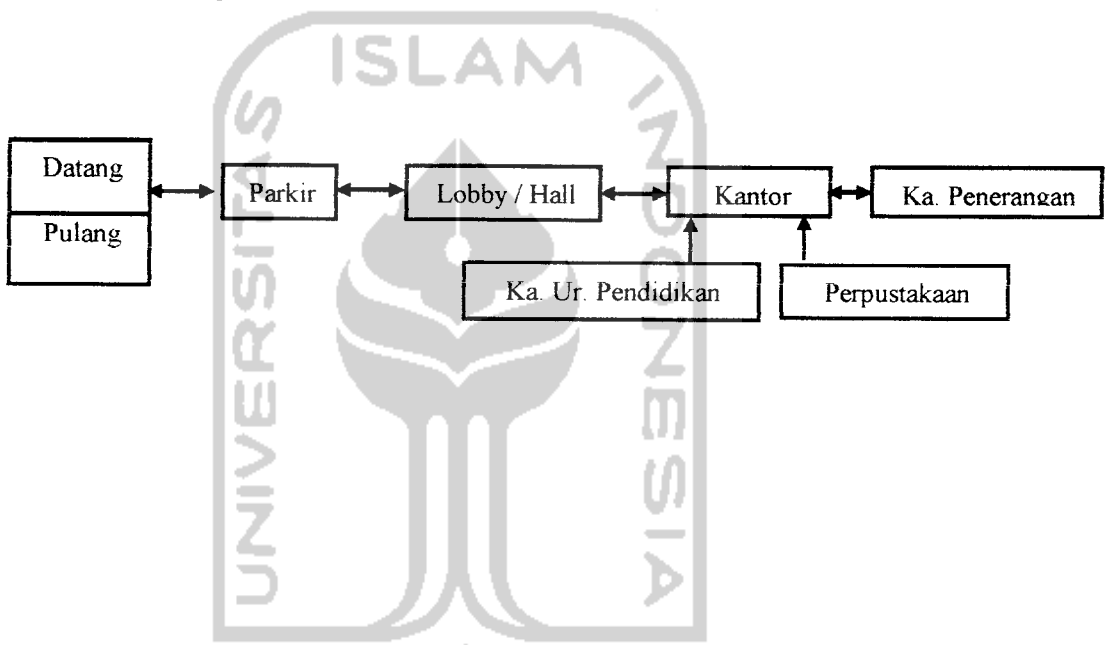 UNIVERSITAS ISLAM INDONESIA
Datang
Pulang
Parkir
Lobby / Hall
Kantor
Ka. Penerangan
Ka. Ur. Pendidikan
Perpustakaan